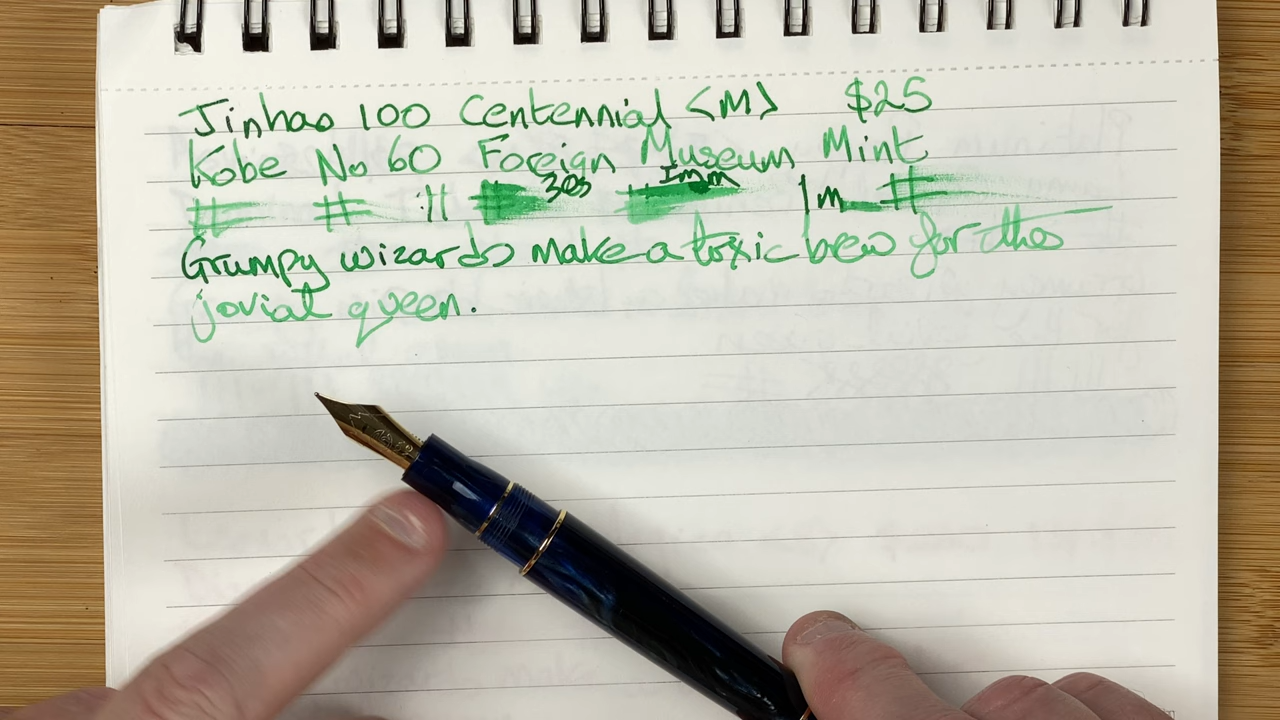 Jinhao 100 Centennial <M> $25
Kobe No 60 Foreign Museum Mint
# # # # 30s # 1mm 1m #
Grumpy wizards make a toxic brew for the
jovial queen.